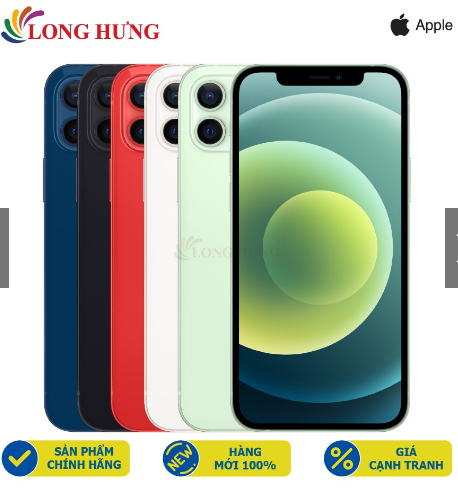 LONG HƯNG
Apple
LONG HƯNG
SẢN PHẨM
CHÍNH HÃNG
NEW
HÀNG
MỚI 100%
%
GIÁ
CẠNH TRANH